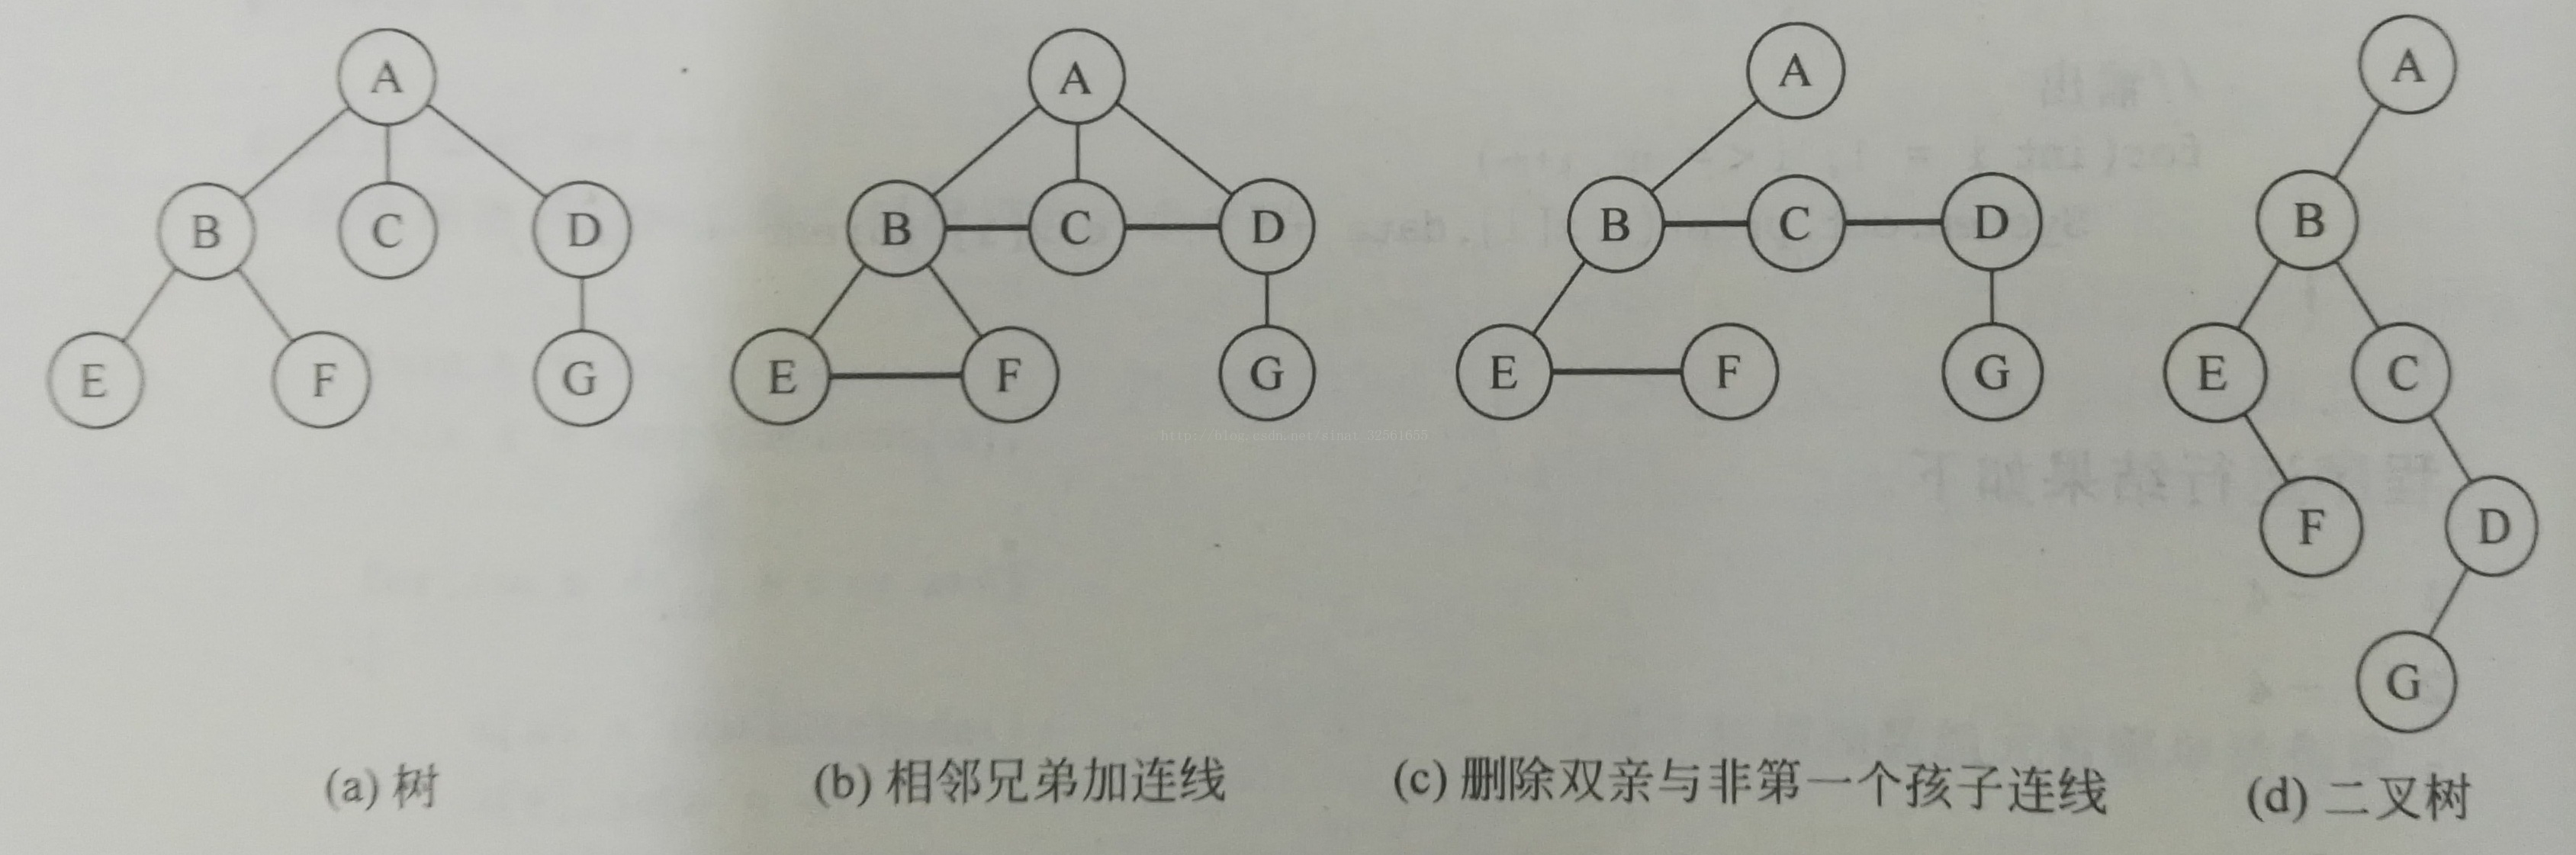 A
B C D
E F G
(a) 树
A
B C D
E F G
(b) 相邻兄弟加连线
A
B C D
E F G
(c) 删除双亲与非第一个孩子连线
A
B
E C
F D
G
(d) 二叉树
http://blog.csdn.net/sinat_32561655